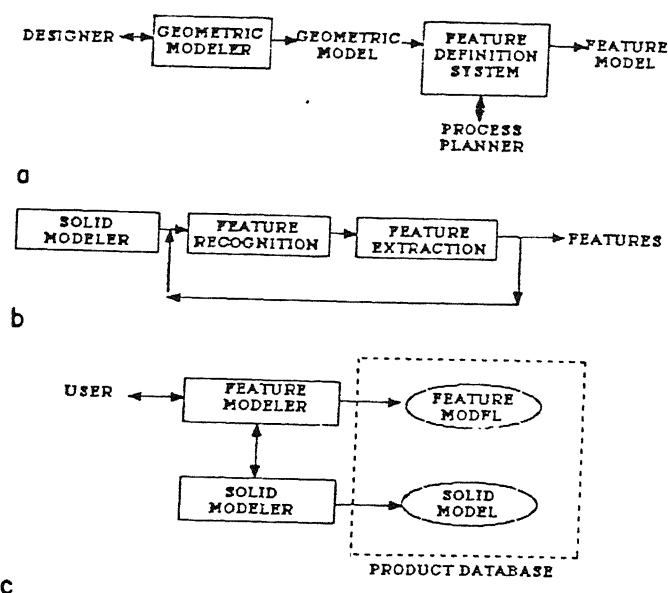 DESIGNER
GEOMETRIC
MODELER
GEOMETRIC
MODEL
FEATURE
DEFINITION
SYSTEM
FEATURE
MODEL
PROCESS
PLANNER
a
SOLID
MODELER
FEATURE
RECOGNITION
FEATURE
EXTRACTION
FEATURES
b
USER
FEATURE
MODELER
FEATURE
MODEL
SOLID
MODELER
SOLID
MODEL
PRODUCT DATABASE
c